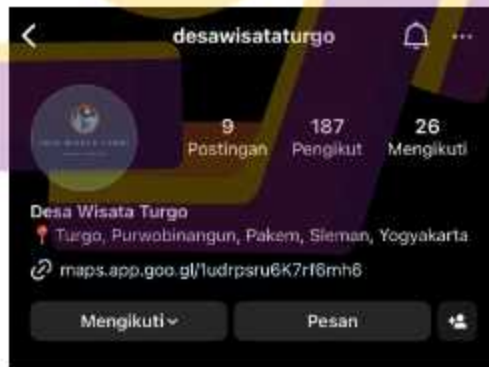 desawisataturgo
9 187 26
Postingan Pengikut Mengikuti
Desa Wisata Turgo
Turgo, Purwobinangun, Pakem, Sleman, Yogyakarta
maps.app.goo.gl/1udrpsru6K7rf6mh6
Mengikuti Pesan